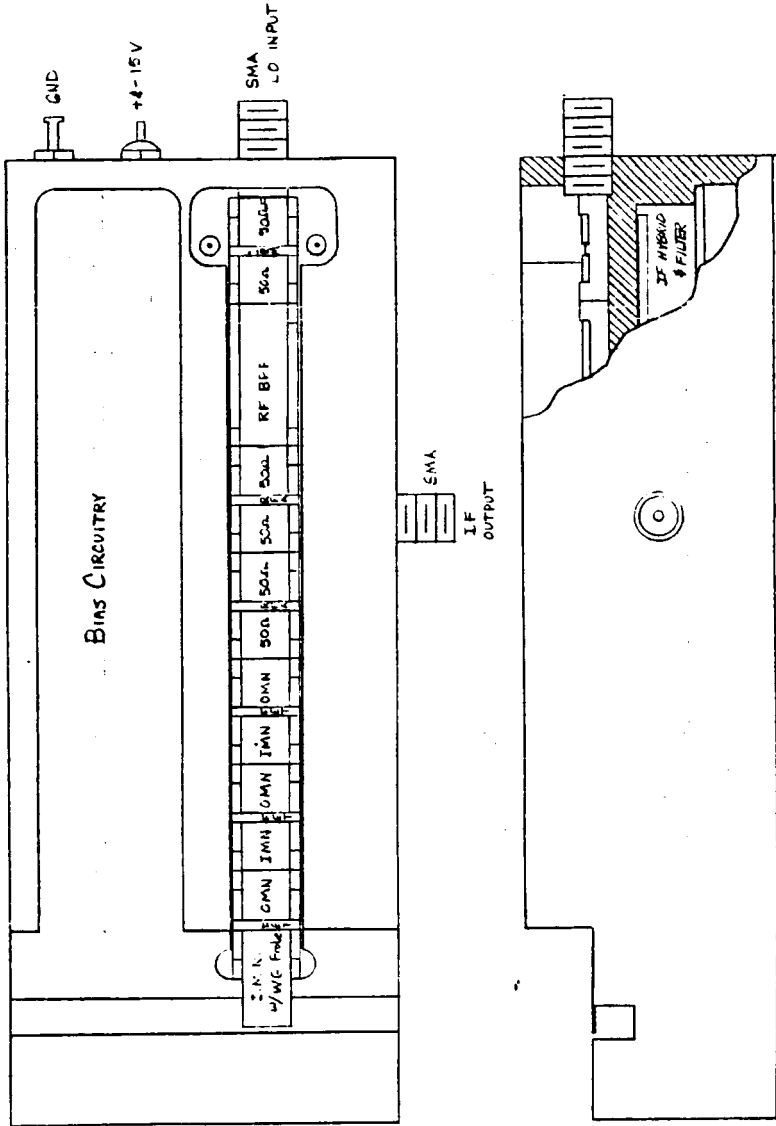 GND
+&-15V
SMA
LO INPUT
BIAS CIRCUITRY
50Ω
50Ω
RF BPF
50Ω
50Ω
50Ω
50Ω
OMN
IMN
OMN
IMN
OMN
I.M.N.
W/WG Probe
SMA
IF
OUTPUT
IF HYBRID
& FILTER